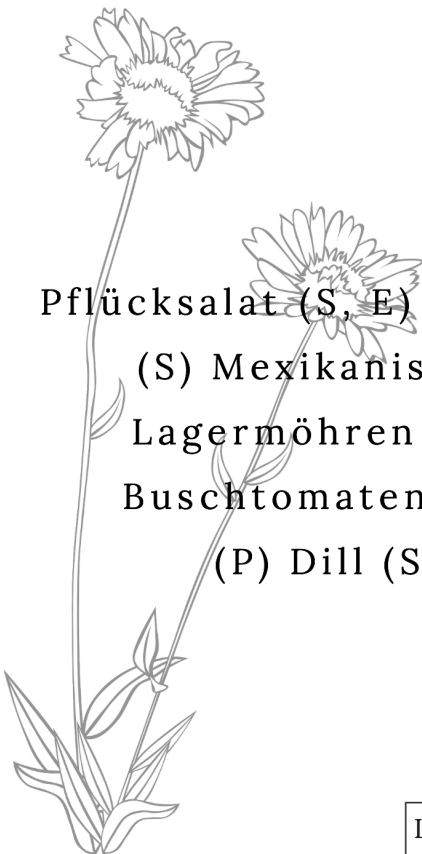 Pflücksalat (S, E)
(S) Mexikanis
Lagermöhren
Buschtomaten
(P) Dill (S